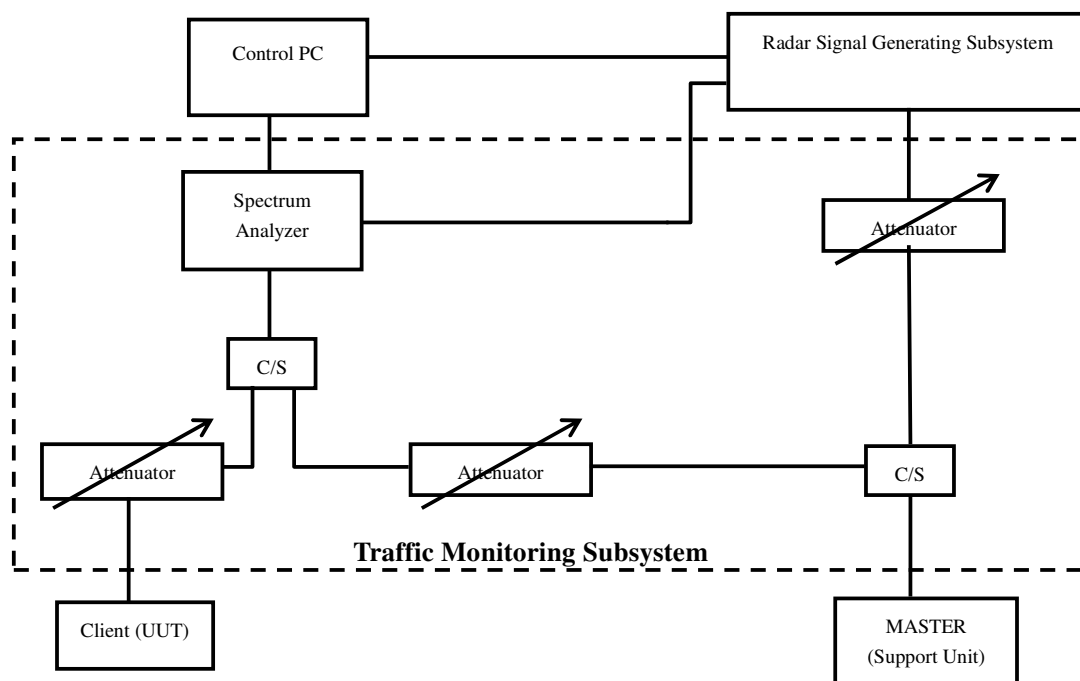 Control PC
Radar Signal Generating Subsystem
Spectrum
Analyzer
Attenuator
C/S
Attenuator
Attenuator
C/S
Traffic Monitoring Subsystem
Client (UUT)
MASTER
(Support Unit)